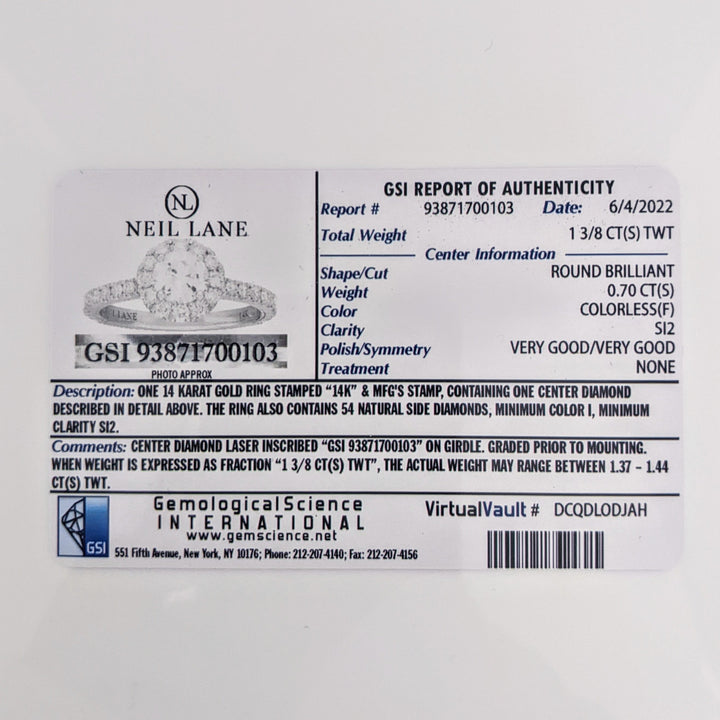 NL
NEIL LANE
GSI 93871700103
PHOTO APPROX
GSI REPORT OF AUTHENTICITY
Report # 93871700103 Date: 6/4/2022
Total Weight 1 3/8 CT(S) TWT
Center Information
Shape/Cut ROUND BRILLIANT
Weight 0.70 CT(S)
Color COLORLESS(F)
Clarity SI2
Polish/Symmetry VERY GOOD/VERY GOOD
Treatment NONE
Description: ONE 14 KARAT GOLD RING STAMPED “14K” & MFG'S STAMP, CONTAINING ONE CENTER DIAMOND
DESCRIBED IN DETAIL ABOVE. THE RING ALSO CONTAINS 54 NATURAL SIDE DIAMONDS, MINIMUM COLOR I, MINIMUM
CLARITY SI2.
Comments: CENTER DIAMOND LASER INSCRIBED “GSI 93871700103” ON GIRDLE. GRADED PRIOR TO MOUNTING.
WHEN WEIGHT IS EXPRESSED AS FRACTION “1 3/8 CT(S) TWT”, THE ACTUAL WEIGHT MAY RANGE BETWEEN 1.37 – 1.44
CT(S) TWT.
GSI
GemologicalScience
INTERNATIONAL
www.gemscience.net
551 Fifth Avenue, New York, NY 10176; Phone: 212-207-4140; Fax: 212-207-4156
VirtualVault # DCQDLODJAH